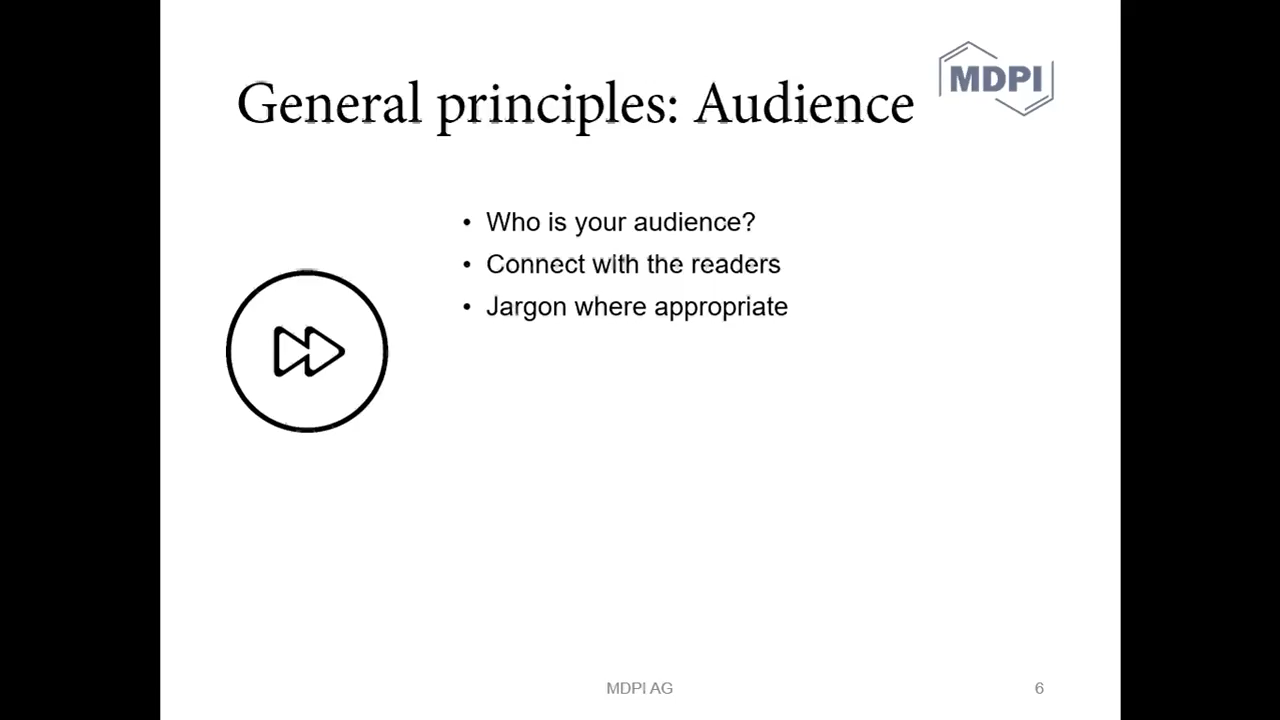 MDPI
General principles: Audience
• Who is your audience?
• Connect with the readers
• Jargon where appropriate
MDPI AG
6